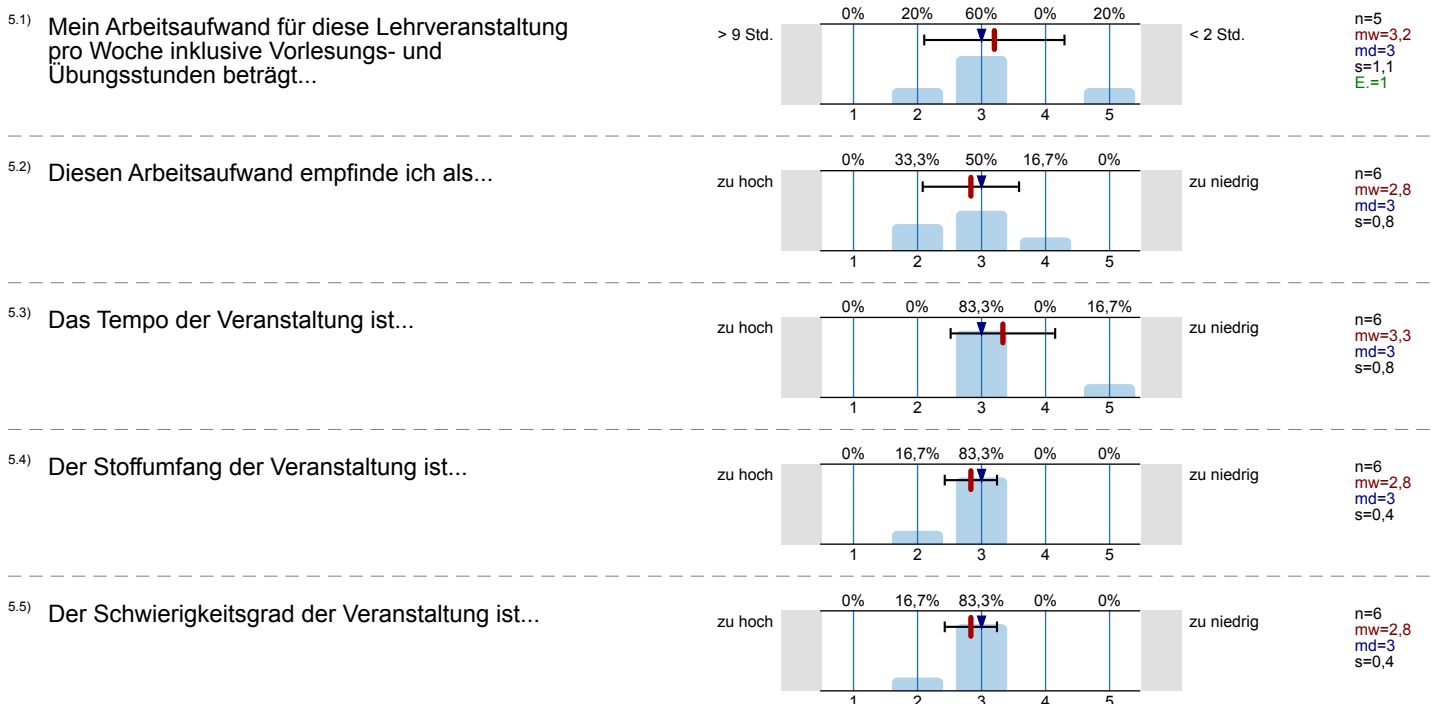 5.1) Mein Arbeitsaufwand für diese Lehrveranstaltung
pro Woche inklusive Vorlesungs- und
Übungsstunden beträgt...
0% 20% 60% 0% 20%
> 9 Std. < 2 Std.
1 2 3 4 5
n=5
mw=3,2
md=3
s=1,1
E.=1
5.2) Diesen Arbeitsaufwand empfinde ich als...
0% 33,3% 50% 16,7% 0%
zu hoch zu niedrig
1 2 3 4 5
n=6
mw=2,8
md=3
s=0,8
5.3) Das Tempo der Veranstaltung ist...
0% 0% 83,3% 0% 16,7%
zu hoch zu niedrig
1 2 3 4 5
n=6
mw=3,3
md=3
s=0,8
5.4) Der Stoffumfang der Veranstaltung ist...
0% 16,7% 83,3% 0% 0%
zu hoch zu niedrig
1 2 3 4 5
n=6
mw=2,8
md=3
s=0,4
5.5) Der Schwierigkeitsgrad der Veranstaltung ist...
0% 16,7% 83,3% 0% 0%
zu hoch zu niedrig
1 2 3 4 5
n=6
mw=2,8
md=3
s=0,4